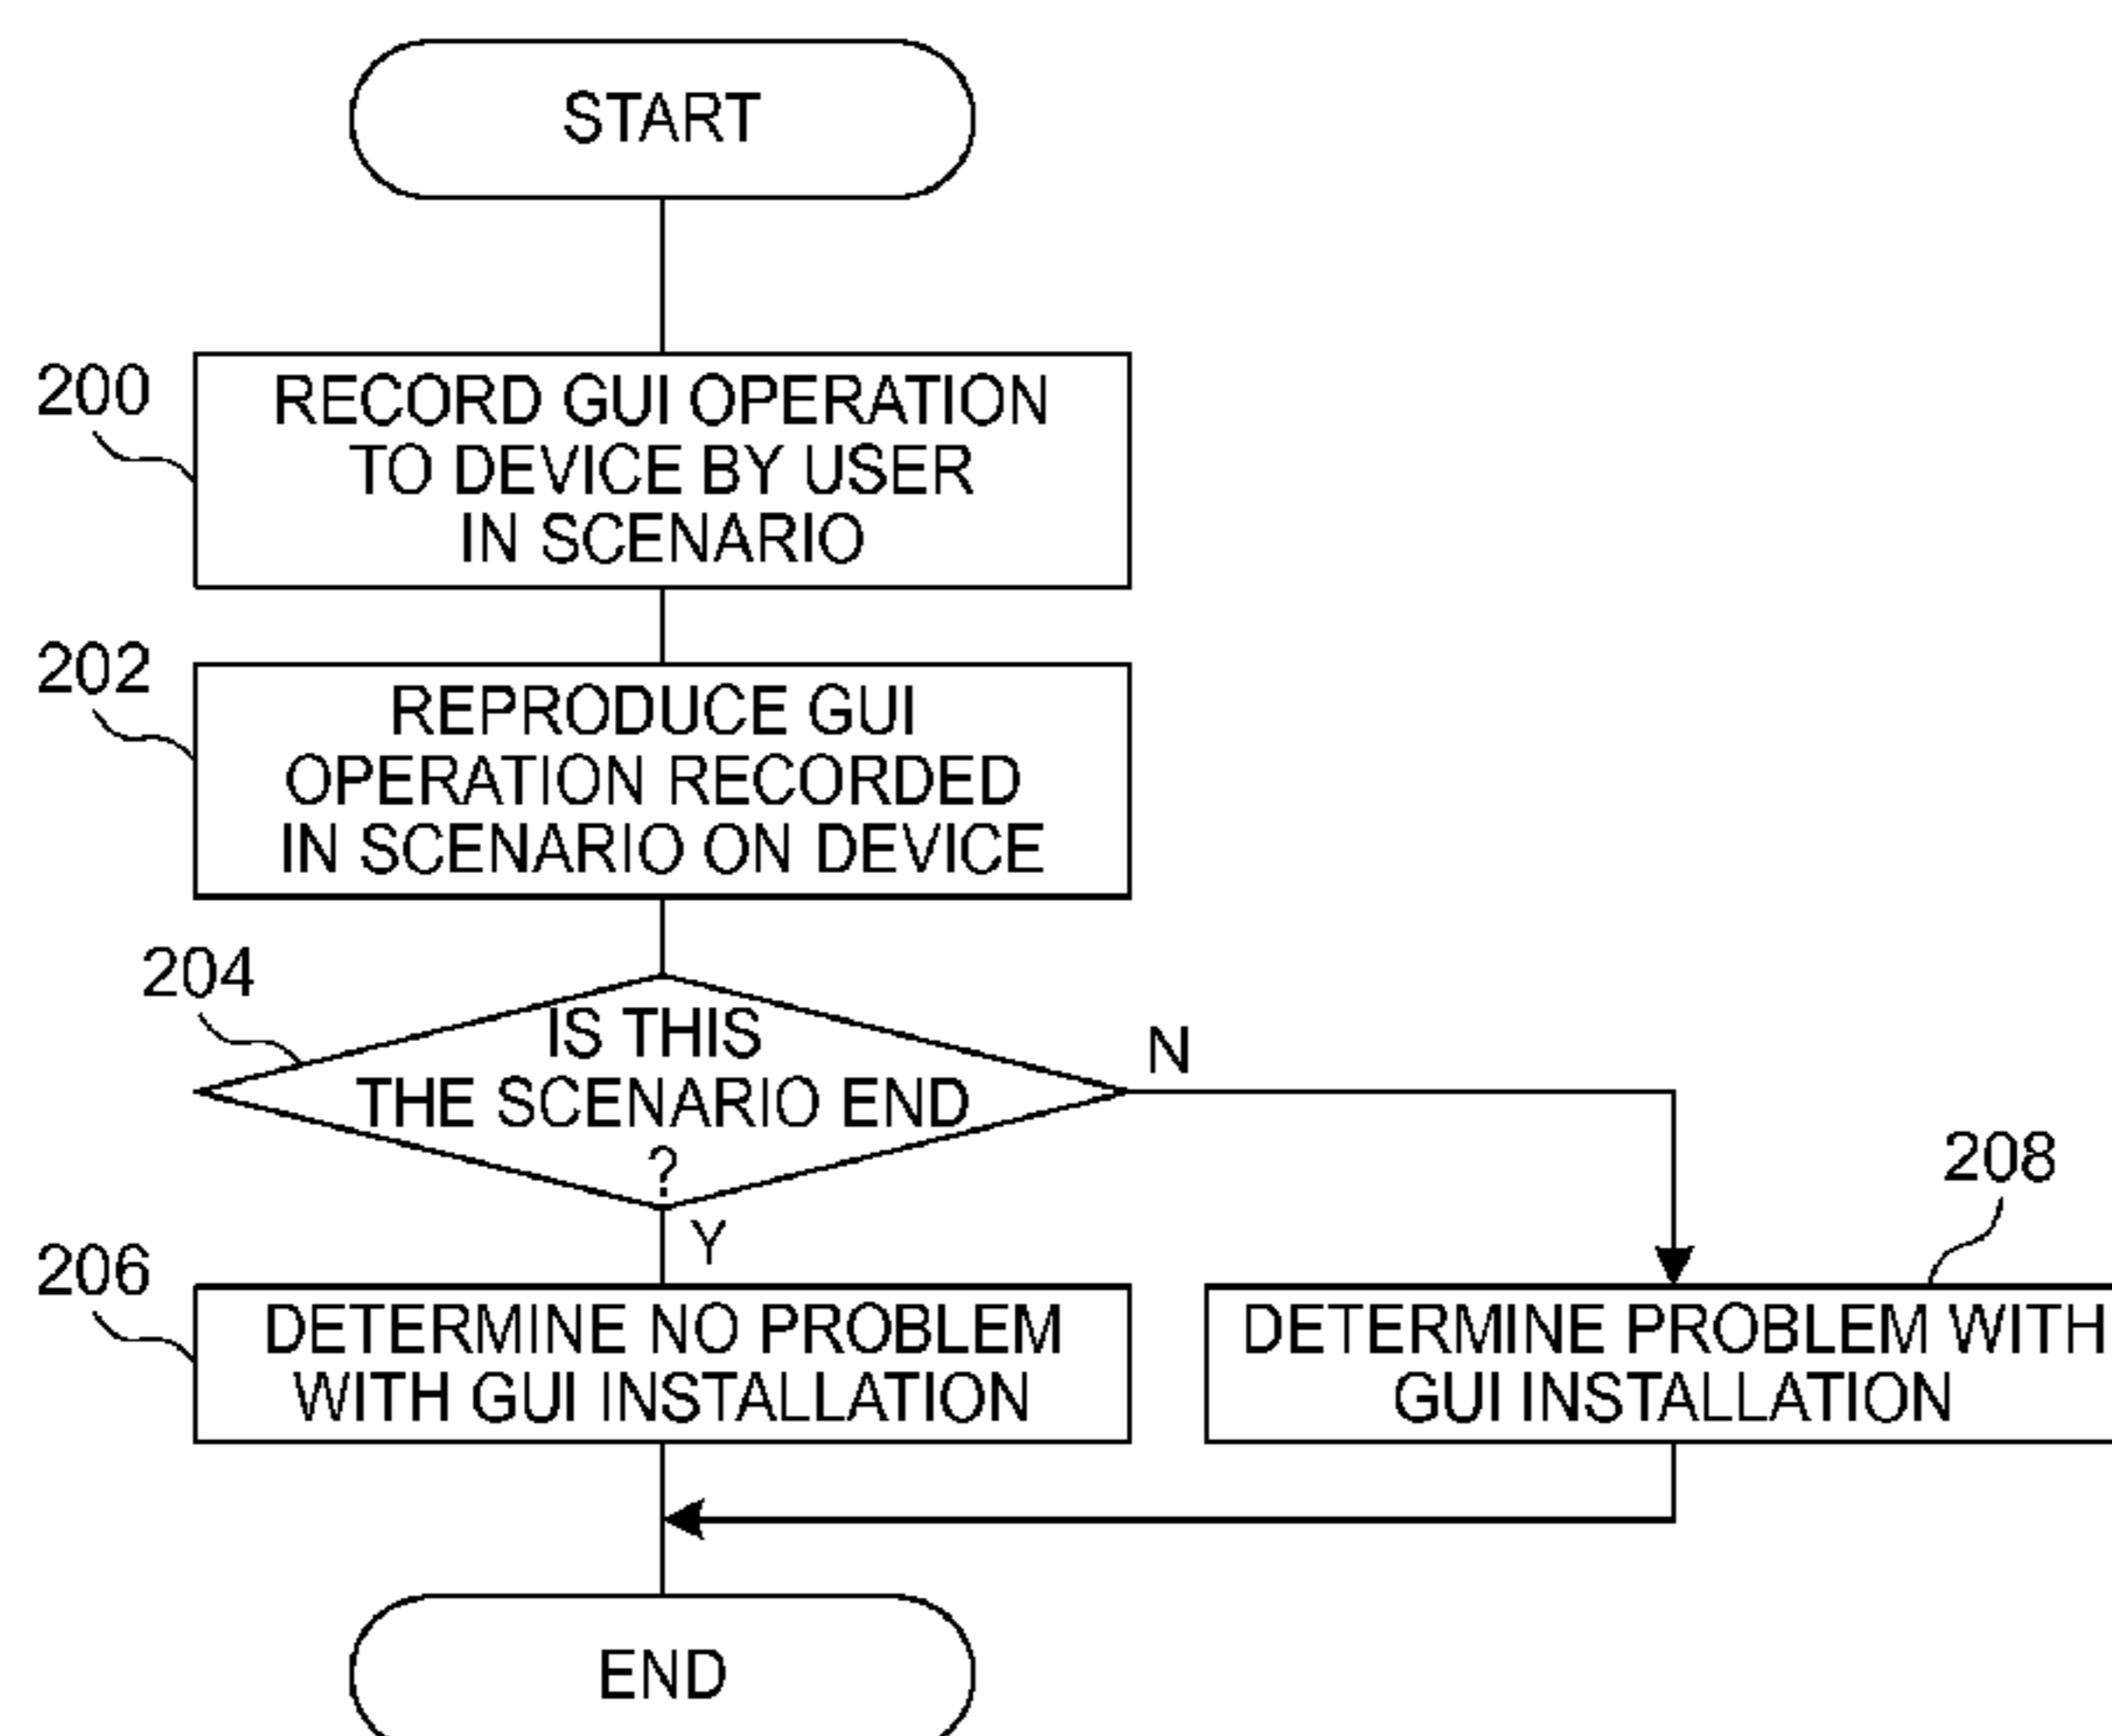 START
200
RECORD GUI OPERATION
TO DEVICE BY USER
IN SCENARIO
202
REPRODUCE GUI
OPERATION RECORDED
IN SCENARIO ON DEVICE
204
IS THIS
THE SCENARIO END
?
N
Y
206
DETERMINE NO PROBLEM
WITH GUI INSTALLATION
208
DETERMINE PROBLEM WITH
GUI INSTALLATION
END